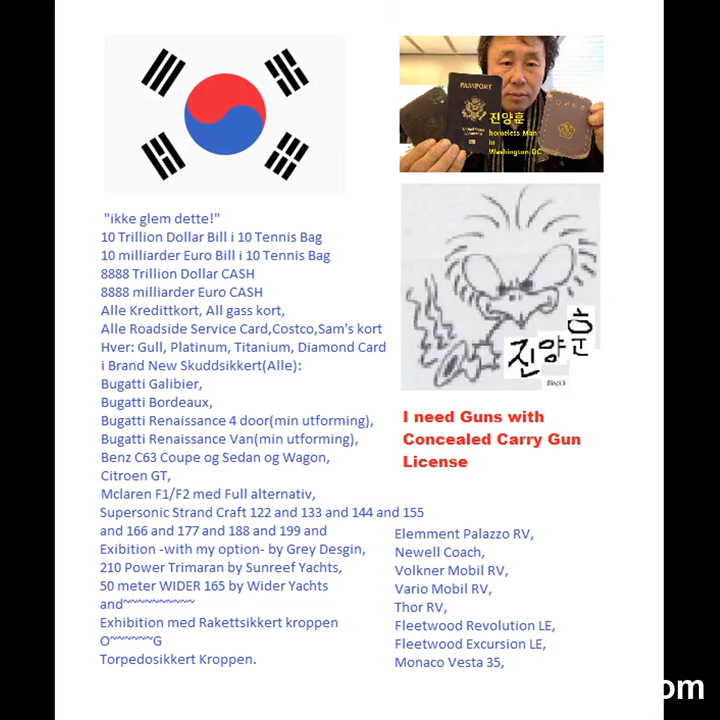 PASSPORT
진양훈
homeless Man
in
Washington DC
진양훈
"ikke glem dette!"
10 Trillion Dollar Bill i 10 Tennis Bag
10 milliarder Euro Bill i 10 Tennis Bag
8888 Trillion Dollar CASH
8888 milliarder Euro CASH
Alle Kredittkort, All gass kort,
Alle Roadside Service Card,Costco,Sam's kort
Hver: Gull, Platinum, Titanium, Diamond Card
i Brand New Skuddsikkert(Alle):
Bugatti Galibier,
Bugatti Bordeaux,
Bugatti Renaissance 4 door(min utforming),
Bugatti Renaissance Van(min utforming),
Benz C63 Coupe og Sedan og Wagon,
Citroen GT,
Mclaren F1/F2 med Full alternativ,
Supersonic Strand Craft 122 and 133 and 144 and 155
and 166 and 177 and 188 and 199 and
Exibition -with my option- by Grey Desgin,
210 Power Trimaran by Sunreef Yachts,
50 meter WIDER 165 by Wider Yachts
and~~~~~~~~~~
Exhibition med Rakettsikkert kroppen
O~~~~~~G
Torpedosikkert Kroppen.
I need Guns with
Concealed Carry Gun
License
Elemment Palazzo RV,
Newell Coach,
Volkner Mobil RV,
Vario Mobil RV,
Thor RV,
Fleetwood Revolution LE,
Fleetwood Excursion LE,
Monaco Vesta 35,
om